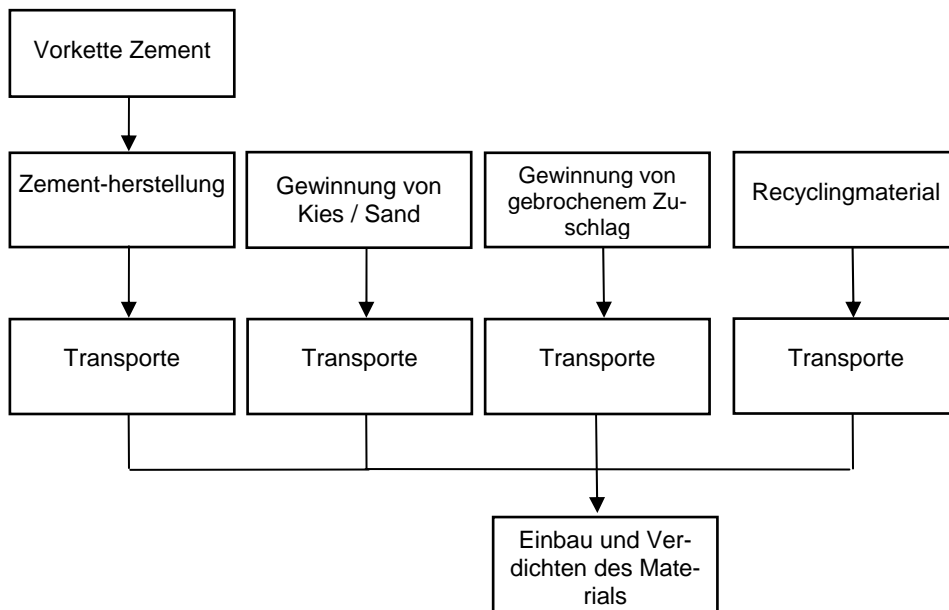 Vorkette Zement
Zement-herstellung
Gewinnung von
Kies / Sand
Gewinnung von
gebrochenem Zu-
schlag
Recyclingmaterial
Transporte
Transporte
Transporte
Transporte
Einbau und Ver-
dichten des Mate-
rials